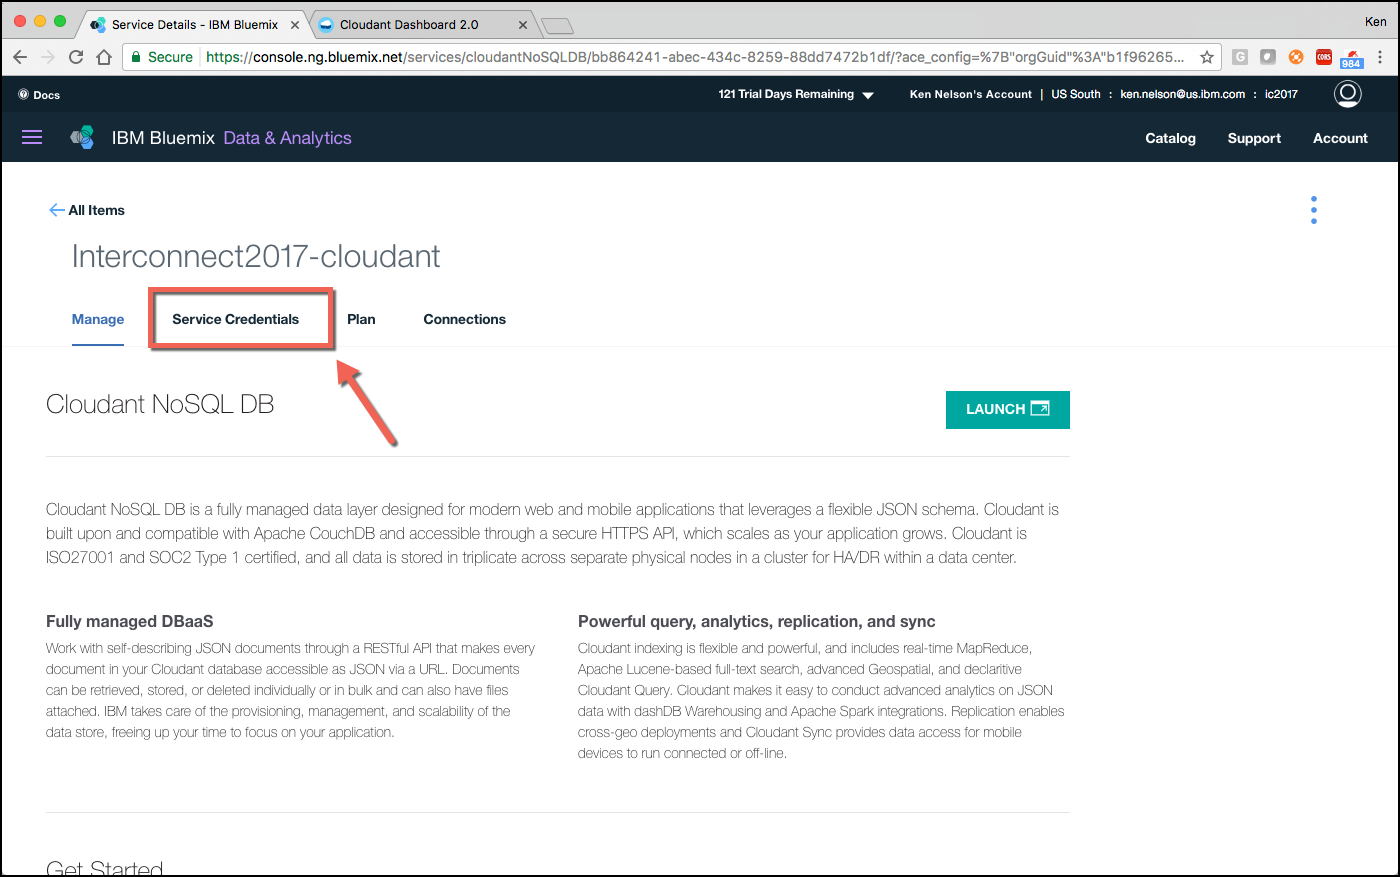 Service Details - IBM Bluemix
Cloudant Dashboard 2.0
Ken
Secure
https://console.ng.bluemix.net/services/cloudantNoSQLDB/bb864241-abec-434c-8259-88dd7472b1df/?ace_config=%7B"orgGuid"%3A"b1f96265...
G
CORS
984
Docs
121 Trial Days Remaining
Ken Nelson's Account | US South : ken.nelson@us.ibm.com : ic2017
IBM Bluemix Data & Analytics
Catalog
Support
Account
All Items
Interconnect2017-cloudant
Manage
Service Credentials
Plan
Connections
Cloudant NoSQL DB
LAUNCH
Cloudant NoSQL DB is a fully managed data layer designed for modern web and mobile applications that leverages a flexible JSON schema. Cloudant is
built upon and compatible with Apache CouchDB and accessible through a secure HTTPS API, which scales as your application grows. Cloudant is
ISO27001 and SOC2 Type 1 certified, and all data is stored in triplicate across separate physical nodes in a cluster for HA/DR within a data center.
Fully managed DBaaS
Work with self-describing JSON documents through a RESTful API that makes every
document in your Cloudant database accessible as JSON via a URL. Documents
can be retrieved, stored, or deleted individually or in bulk and can also have files
attached. IBM takes care of the provisioning, management, and scalability of the
data store, freeing up your time to focus on your application.
Powerful query, analytics, replication, and sync
Cloudant indexing is flexible and powerful, and includes real-time MapReduce,
Apache Lucene-based full-text search, advanced Geospatial, and declaritive
Cloudant Query. Cloudant makes it easy to conduct advanced analytics on JSON
data with dashDB Warehousing and Apache Spark integrations. Replication enables
cross-geo deployments and Cloudant Sync provides data access for mobile
devices to run connected or off-line.
Get Started